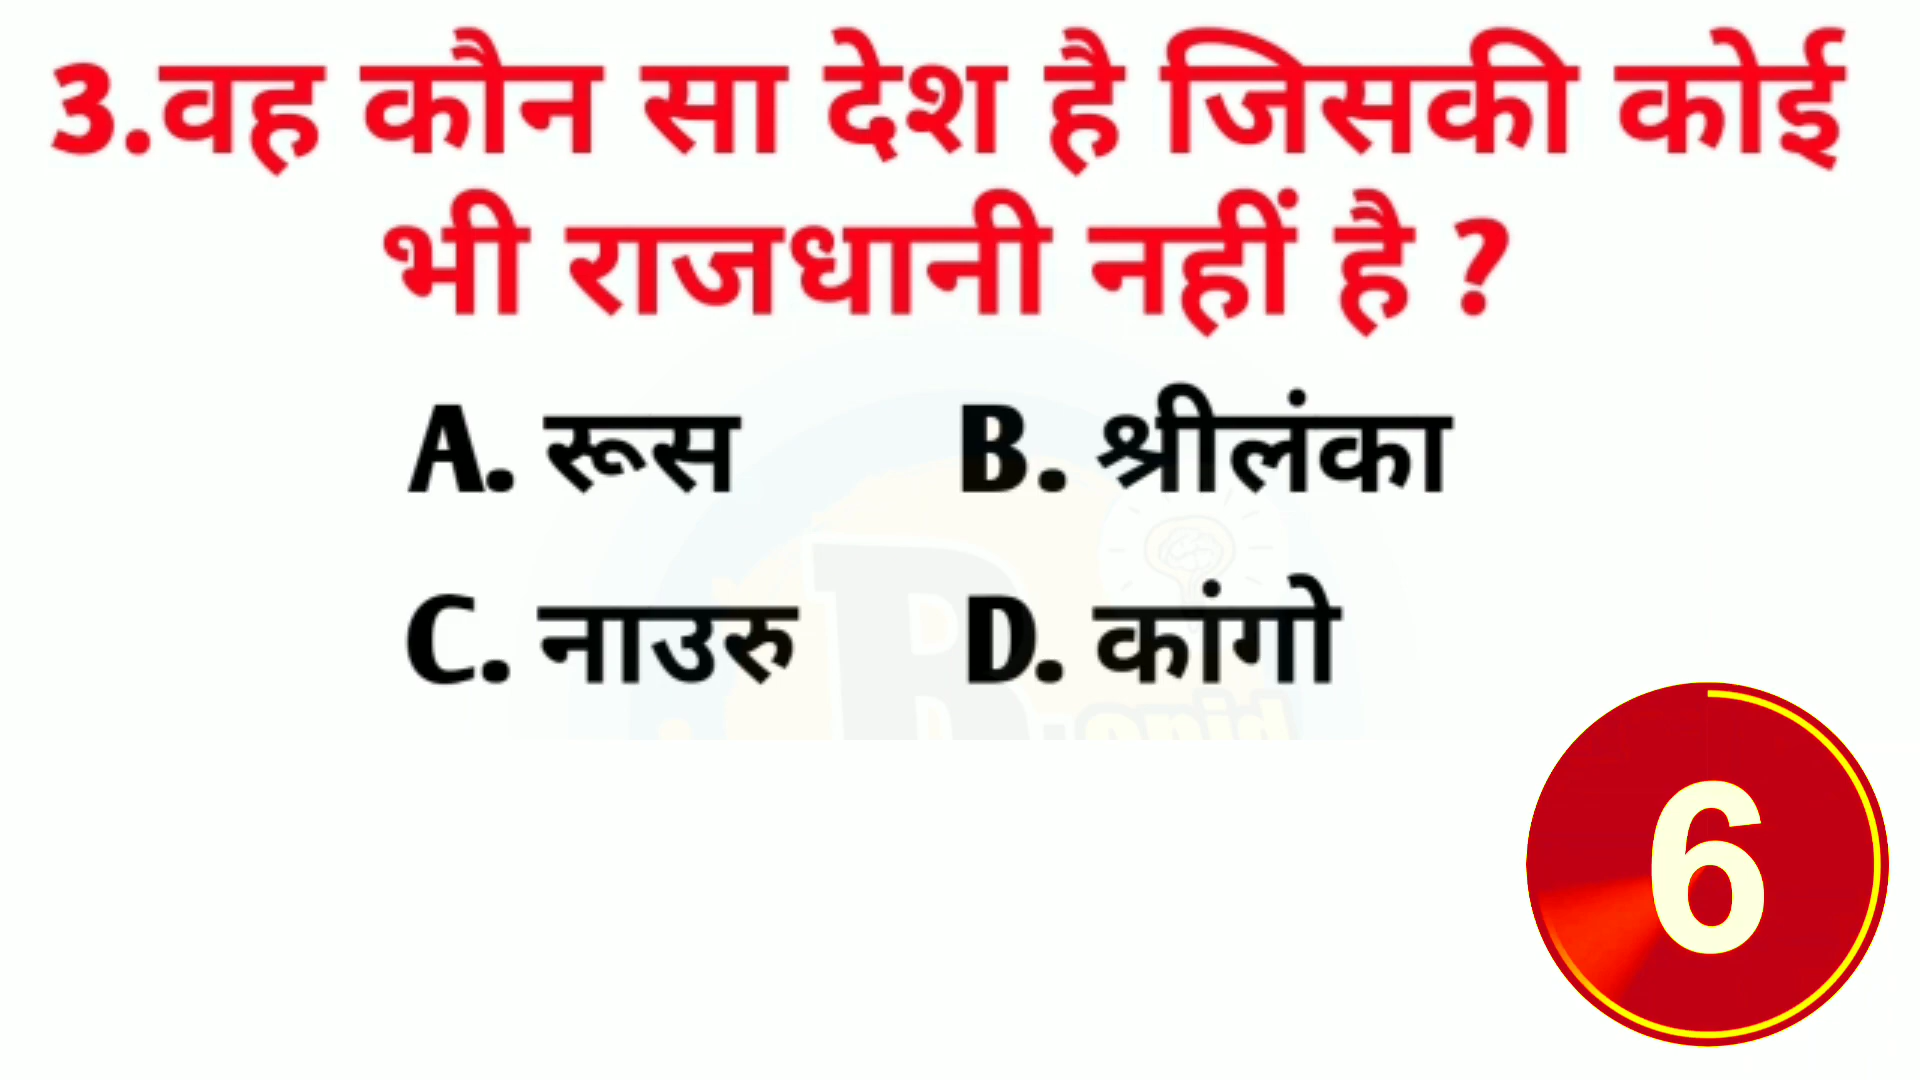 3.वह कौन सा देश है जिसकी कोई
भी राजधानी नहीं है ?
A. रूस B. श्रीलंका
C. नाउरु D. कांगो
6